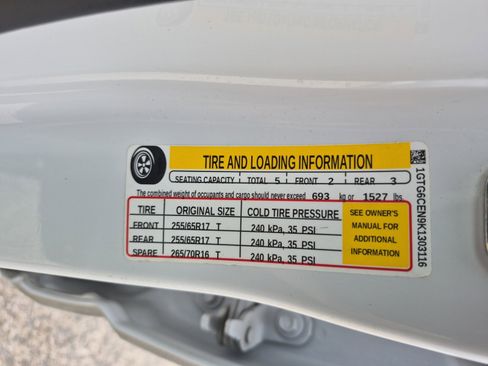 TIRE AND LOADING INFORMATION
SEATING CAPACITY TOTAL 5 FRONT 2 REAR 3
The combined weight of occupants and cargo should never exceed 693 kg or 1527 lbs
TIRE ORIGINAL SIZE COLD TIRE PRESSURE
FRONT 255/65R17 T 240 kPa, 35 PSI
REAR 255/65R17 T 240 kPa, 35 PSI
SPARE 265/70R16 T 240 kPa, 35 PSI
SEE OWNER'S
MANUAL FOR
ADDITIONAL
INFORMATION
1GTG6CEN9K1303116